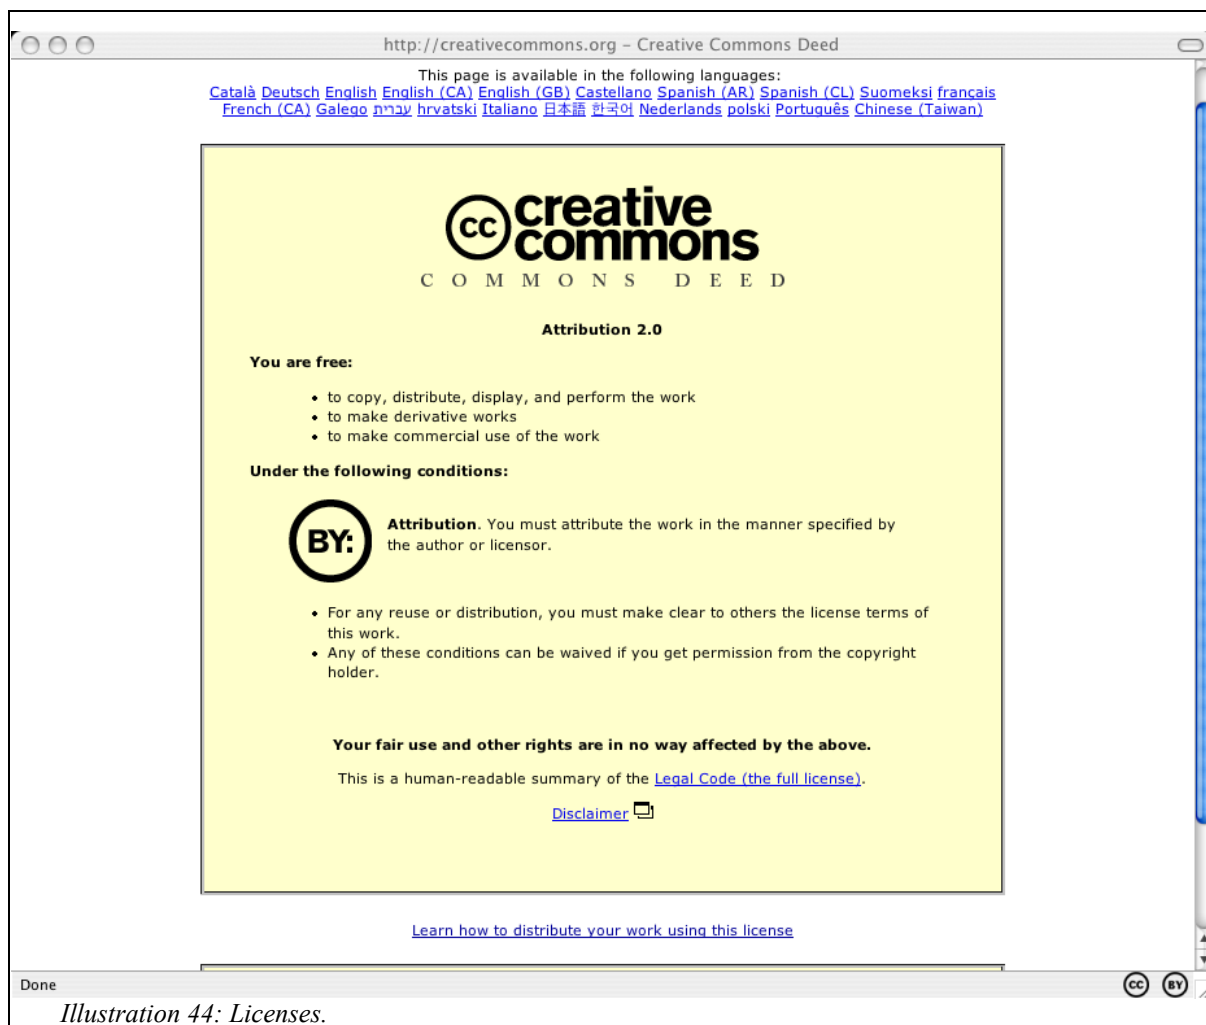 http://creativecommons.org – Creative Commons Deed
This page is available in the following languages:
Català Deutsch English English (CA) English (GB) Castellano Spanish (AR) Spanish (CL) Suomeksi français
French (CA) Galego עברית hrvatski Italiano 日本語 한국어 Nederlands polski Português Chinese (Taiwan)
cc creative
commons
COMMONS DEED
Attribution 2.0
You are free:
• to copy, distribute, display, and perform the work
• to make derivative works
• to make commercial use of the work
Under the following conditions:
BY:
Attribution. You must attribute the work in the manner specified by
the author or licensor.
• For any reuse or distribution, you must make clear to others the license terms of
this work.
• Any of these conditions can be waived if you get permission from the copyright
holder.
Your fair use and other rights are in no way affected by the above.
This is a human-readable summary of the Legal Code (the full license).
Disclaimer
Learn how to distribute your work using this license
Done
cc BY
Illustration 44: Licenses.